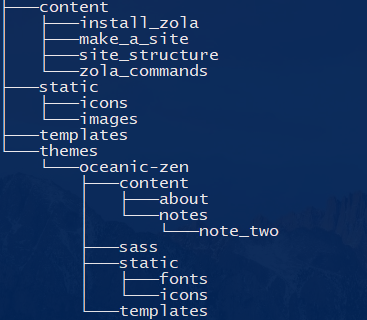 ├───content
│   ├───install_zola
│   ├───make_a_site
│   ├───site_structure
│   └───zola_commands
├───static
│   ├───icons
│   └───images
├───templates
└───themes
    └───oceanic-zen
        ├───content
        │   ├───about
        │   └───notes
        │       └───note_two
        ├───sass
        ├───static
        │   ├───fonts
        │   └───icons
        └───templates